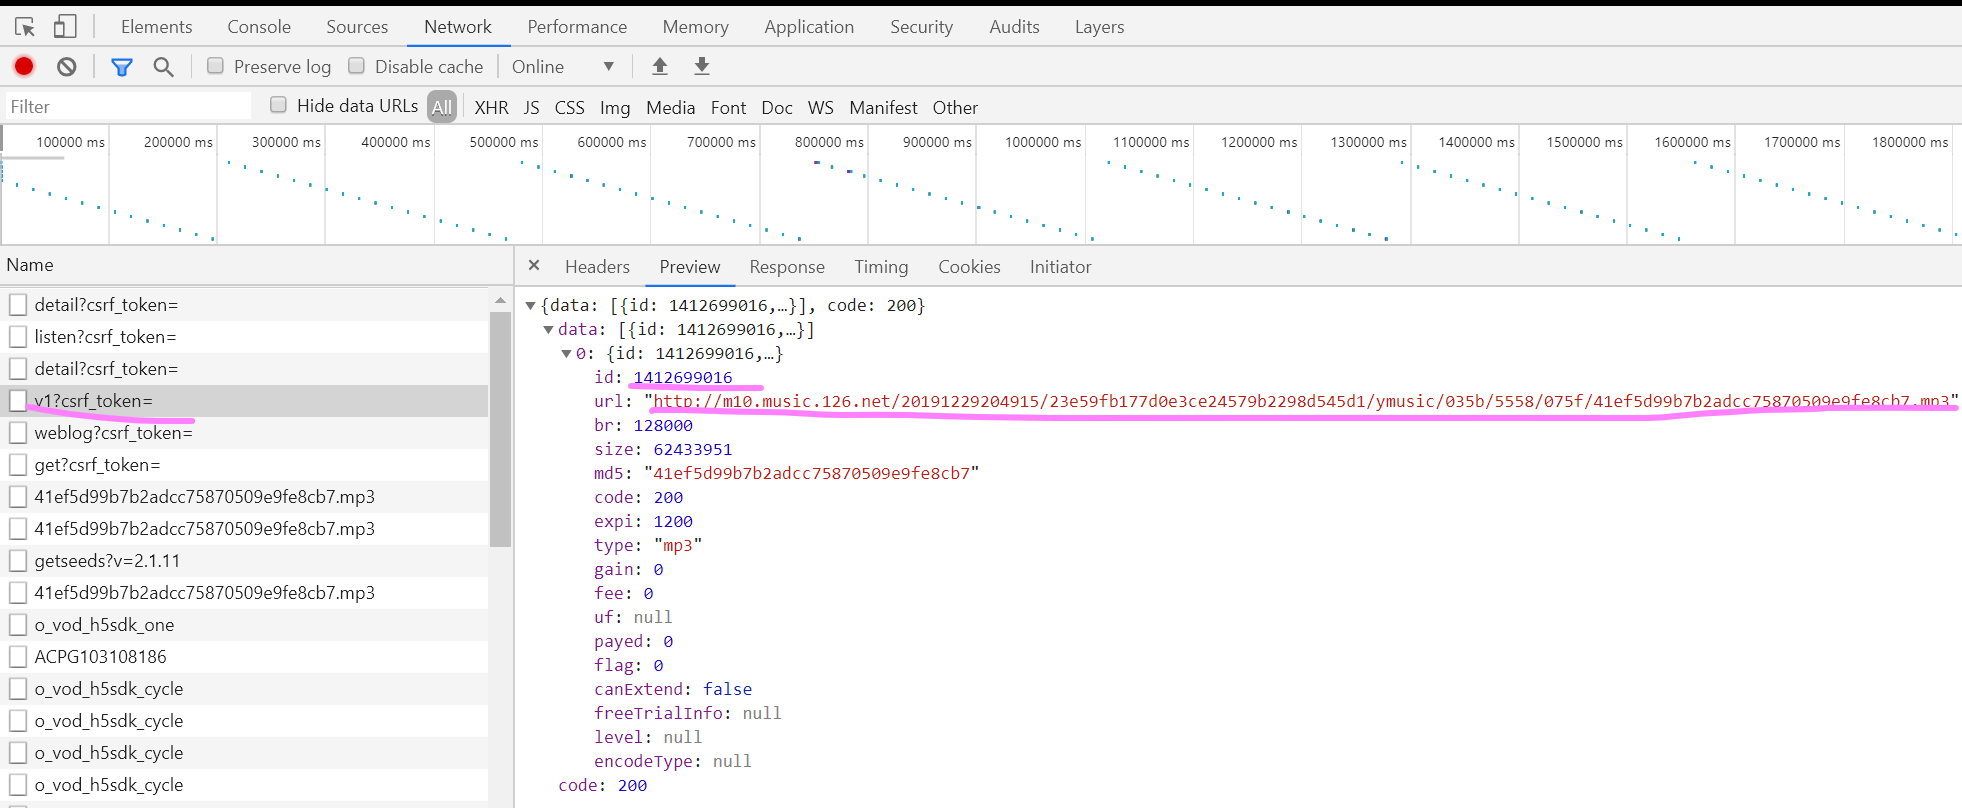 Elements Console Sources Network Performance Memory Application Security Audits Layers
Preserve log Disable cache Online
Filter Hide data URLs All XHR JS CSS Img Media Font Doc WS Manifest Other
100000 ms 200000 ms 300000 ms 400000 ms 500000 ms 600000 ms 700000 ms 800000 ms 900000 ms 1000000 ms 1100000 ms 1200000 ms 1300000 ms 1400000 ms 1500000 ms 1600000 ms 1700000 ms 1800000 ms
Name
detail?csrf_token=
listen?csrf_token=
detail?csrf_token=
v1?csrf_token=
weblog?csrf_token=
get?csrf_token=
41ef5d99b7b2adcc75870509e9fe8cb7.mp3
41ef5d99b7b2adcc75870509e9fe8cb7.mp3
getseeds?v=2.1.11
41ef5d99b7b2adcc75870509e9fe8cb7.mp3
o_vod_h5sdk_one
ACPG103108186
o_vod_h5sdk_cycle
o_vod_h5sdk_cycle
o_vod_h5sdk_cycle
o_vod_h5sdk_cycle
× Headers Preview Response Timing Cookies Initiator
{data: [{id: 1412699016,…}], code: 200}
data: [{id: 1412699016,…}]
0: {id: 1412699016,…}
id: 1412699016
url: "http://m10.music.126.net/20191229204915/23e59fb177d0e3ce24579b2298d545d1/ymusic/035b/5558/075f/41ef5d99b7b2adcc75870509e9fe8cb7.mp3"
br: 128000
size: 62433951
md5: "41ef5d99b7b2adcc75870509e9fe8cb7"
code: 200
expi: 1200
type: "mp3"
gain: 0
fee: 0
uf: null
payed: 0
flag: 0
canExtend: false
freeTrialInfo: null
level: null
encodeType: null
code: 200